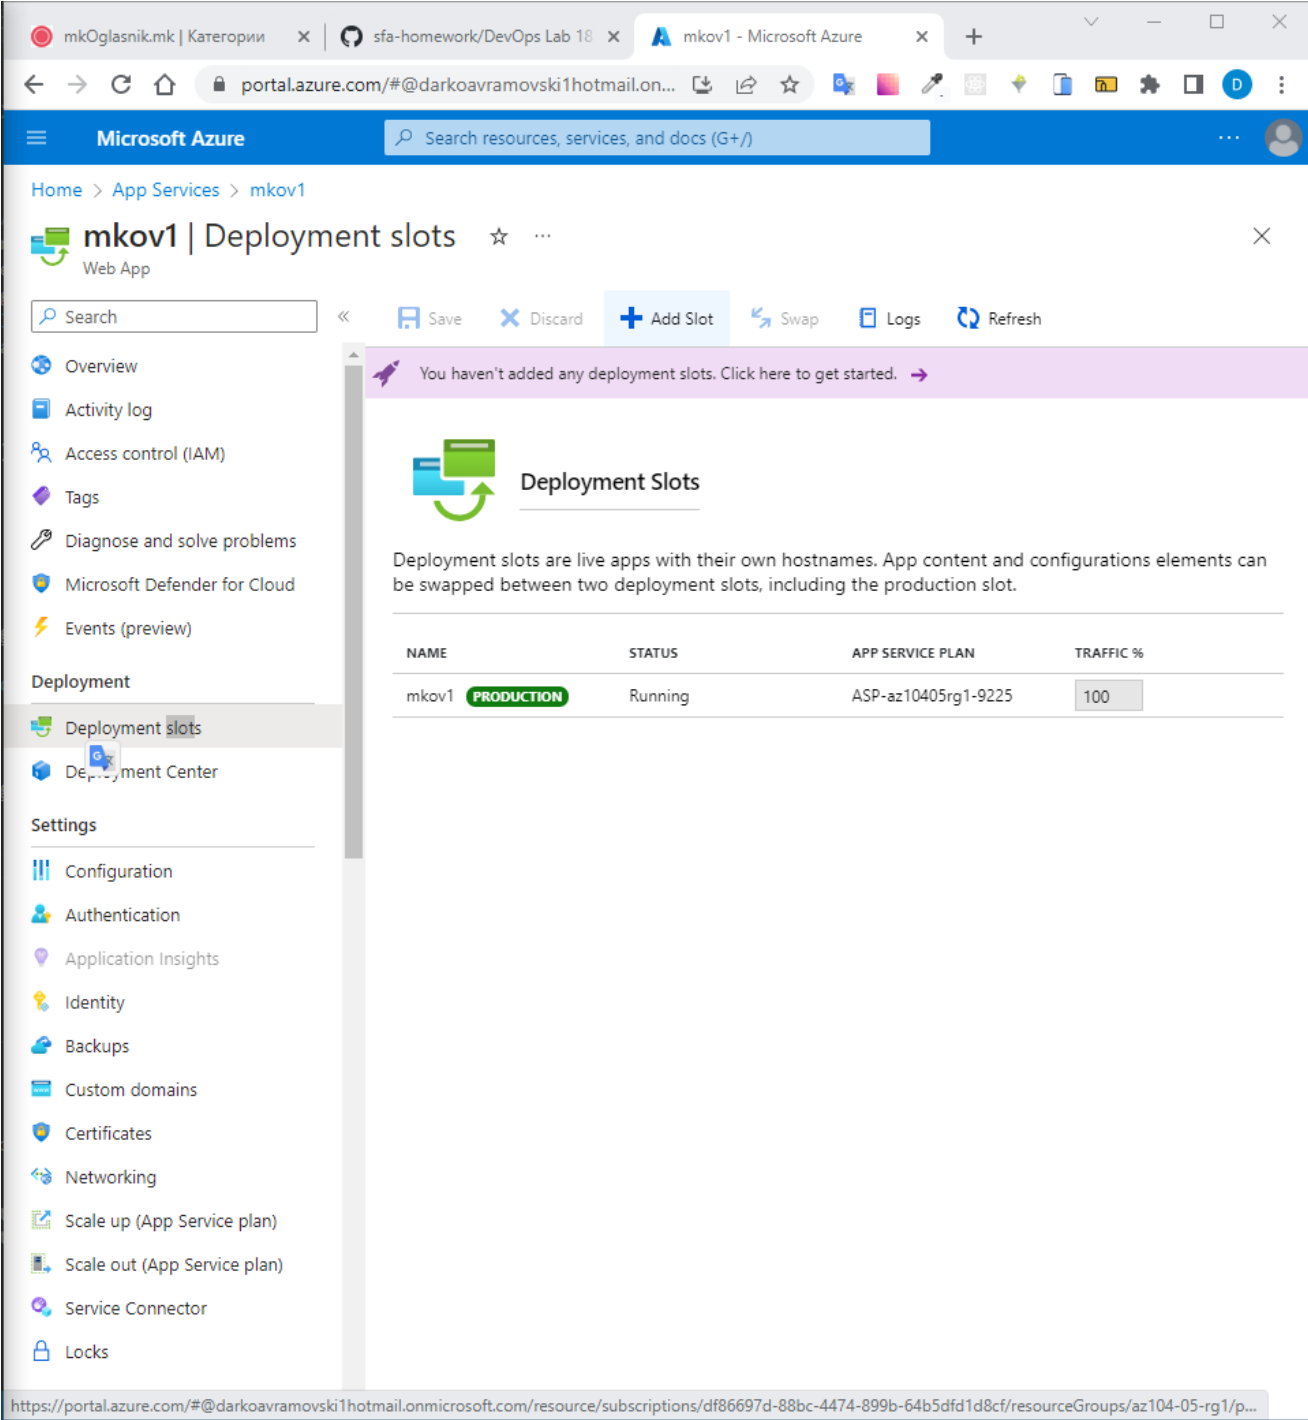 mkOglasnik.mk | Категории
sfa-homework/DevOps Lab 18
mkov1 - Microsoft Azure
portal.azure.com/#@darkoavramovski1hotmail.on...
D
Microsoft Azure
Search resources, services, and docs (G+/)
Home > App Services > mkov1
mkov1 | Deployment slots
Web App
Search
Save
Discard
Add Slot
Swap
Logs
Refresh
You haven't added any deployment slots. Click here to get started.
Overview
Activity log
Access control (IAM)
Tags
Diagnose and solve problems
Microsoft Defender for Cloud
Events (preview)
Deployment
Deployment slots
Deployment Center
Settings
Configuration
Authentication
Application Insights
Identity
Backups
Custom domains
Certificates
Networking
Scale up (App Service plan)
Scale out (App Service plan)
Service Connector
Locks
Deployment Slots
Deployment slots are live apps with their own hostnames. App content and configurations elements can
be swapped between two deployment slots, including the production slot.
NAME STATUS APP SERVICE PLAN TRAFFIC %
mkov1 PRODUCTION Running ASP-az10405rg1-9225 100
https://portal.azure.com/#@darkoavramovski1hotmail.onmicrosoft.com/resource/subscriptions/df86697d-88bc-4474-899b-64b5dfd1d8cf/resourceGroups/az104-05-rg1/p...